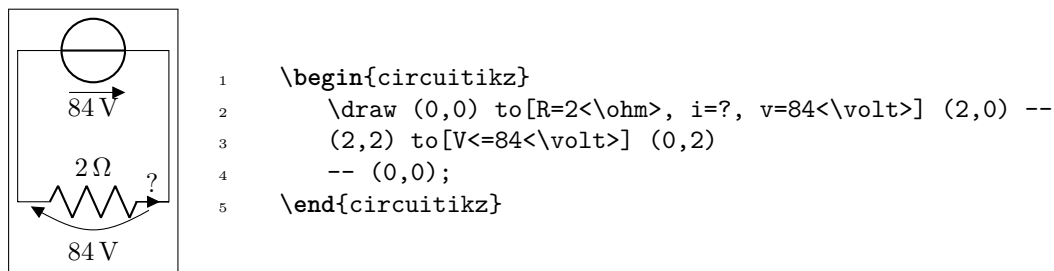 84 V
2 Ω
?
84 V
1 \begin{circuitikz}
2 \draw (0,0) to[R=2<\ohm>, i=?, v=84<\volt>] (2,0) --
3 (2,2) to[V<=84<\volt>] (0,2)
4 -- (0,0);
5 \end{circuitikz}